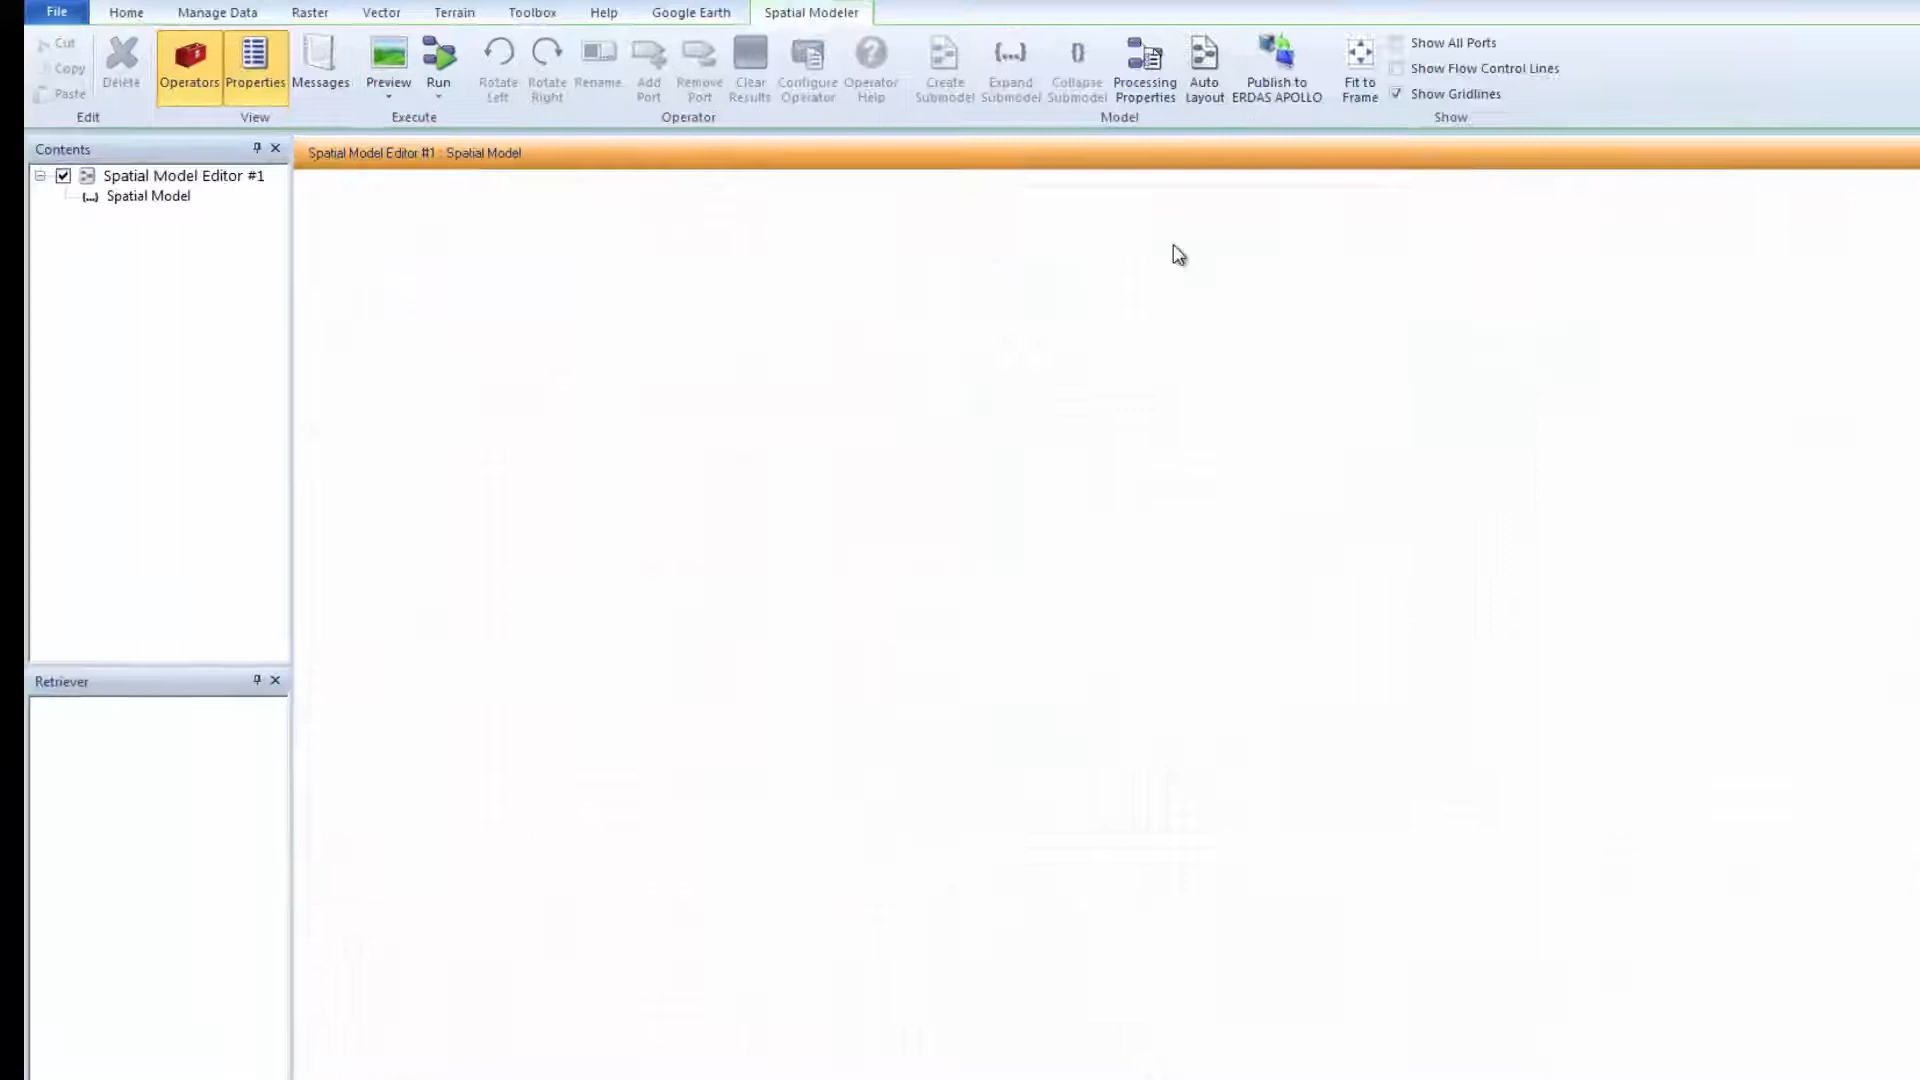 File Home Manage Data Raster Vector Terrain Toolbox Help Google Earth Spatial Modeler
Cut
Copy
Paste
Delete
Edit
Operators Properties Messages
View
Preview Run
Execute
Rotate Left
Rotate Right
Rename
Add Port
Remove Port
Clear Results
Configure Operator
Operator Help
Operator
Create Submodel
Expand Submodel
Collapse Submodel
Processing Properties
Auto Layout
Publish to ERDAS APOLLO
Model
Fit to Frame
Show All Ports
Show Flow Control Lines
Show Gridlines
Show
Contents
Spatial Model Editor #1
{...} Spatial Model
Spatial Model Editor #1 : Spatial Model
Retriever